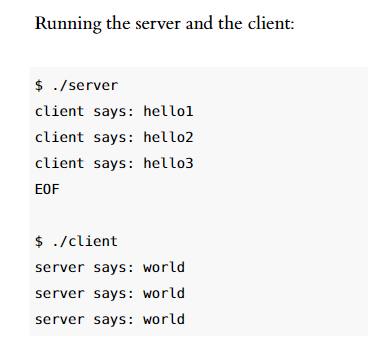 Running the server and the client:
$ ./server
client says: hello1
client says: hello2
client says: hello3
EOF
$ ./client
server says: world
server says: world
server says: world